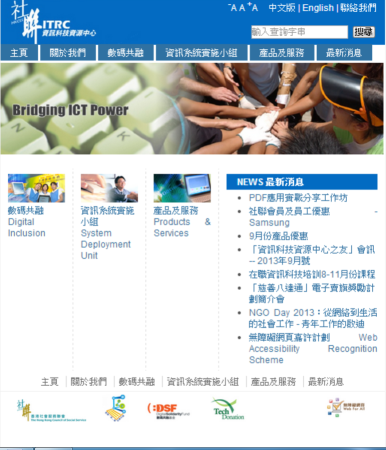 -A A +A 中文版 | English | 聯絡我們
社聯
ITRC
資訊科技資源中心
輸入查詢字串 搜尋
主頁 關於我們 數碼共融 資訊系統實施小組 產品及服務 最新消息
Bridging ICT Power
數碼共融
Digital
Inclusion
資訊系統實施
小組
System
Deployment
Unit
產品及服務
Products &
Services
NEWS 最新消息
PDF應用實戰分享工作坊
社聯會員及員工優惠 -
Samsung
9月份產品優惠
「資訊科技資源中心之友」會訊
-- 2013年9月號
在職資訊科技培訓8-11月份課程
「慈善八達通」電子賣旗獎勵計
劃簡介會
NGO Day 2013：從網絡到生活
的社會工作 - 青年工作的啟迪
無障礙網頁嘉許計劃 Web
Accessibility Recognition
Scheme
主頁 關於我們 數碼共融 資訊系統實施小組 產品及服務 最新消息
香港社會服務聯會
The Hong Kong Council of Social Service
DSF
Tech
Donation